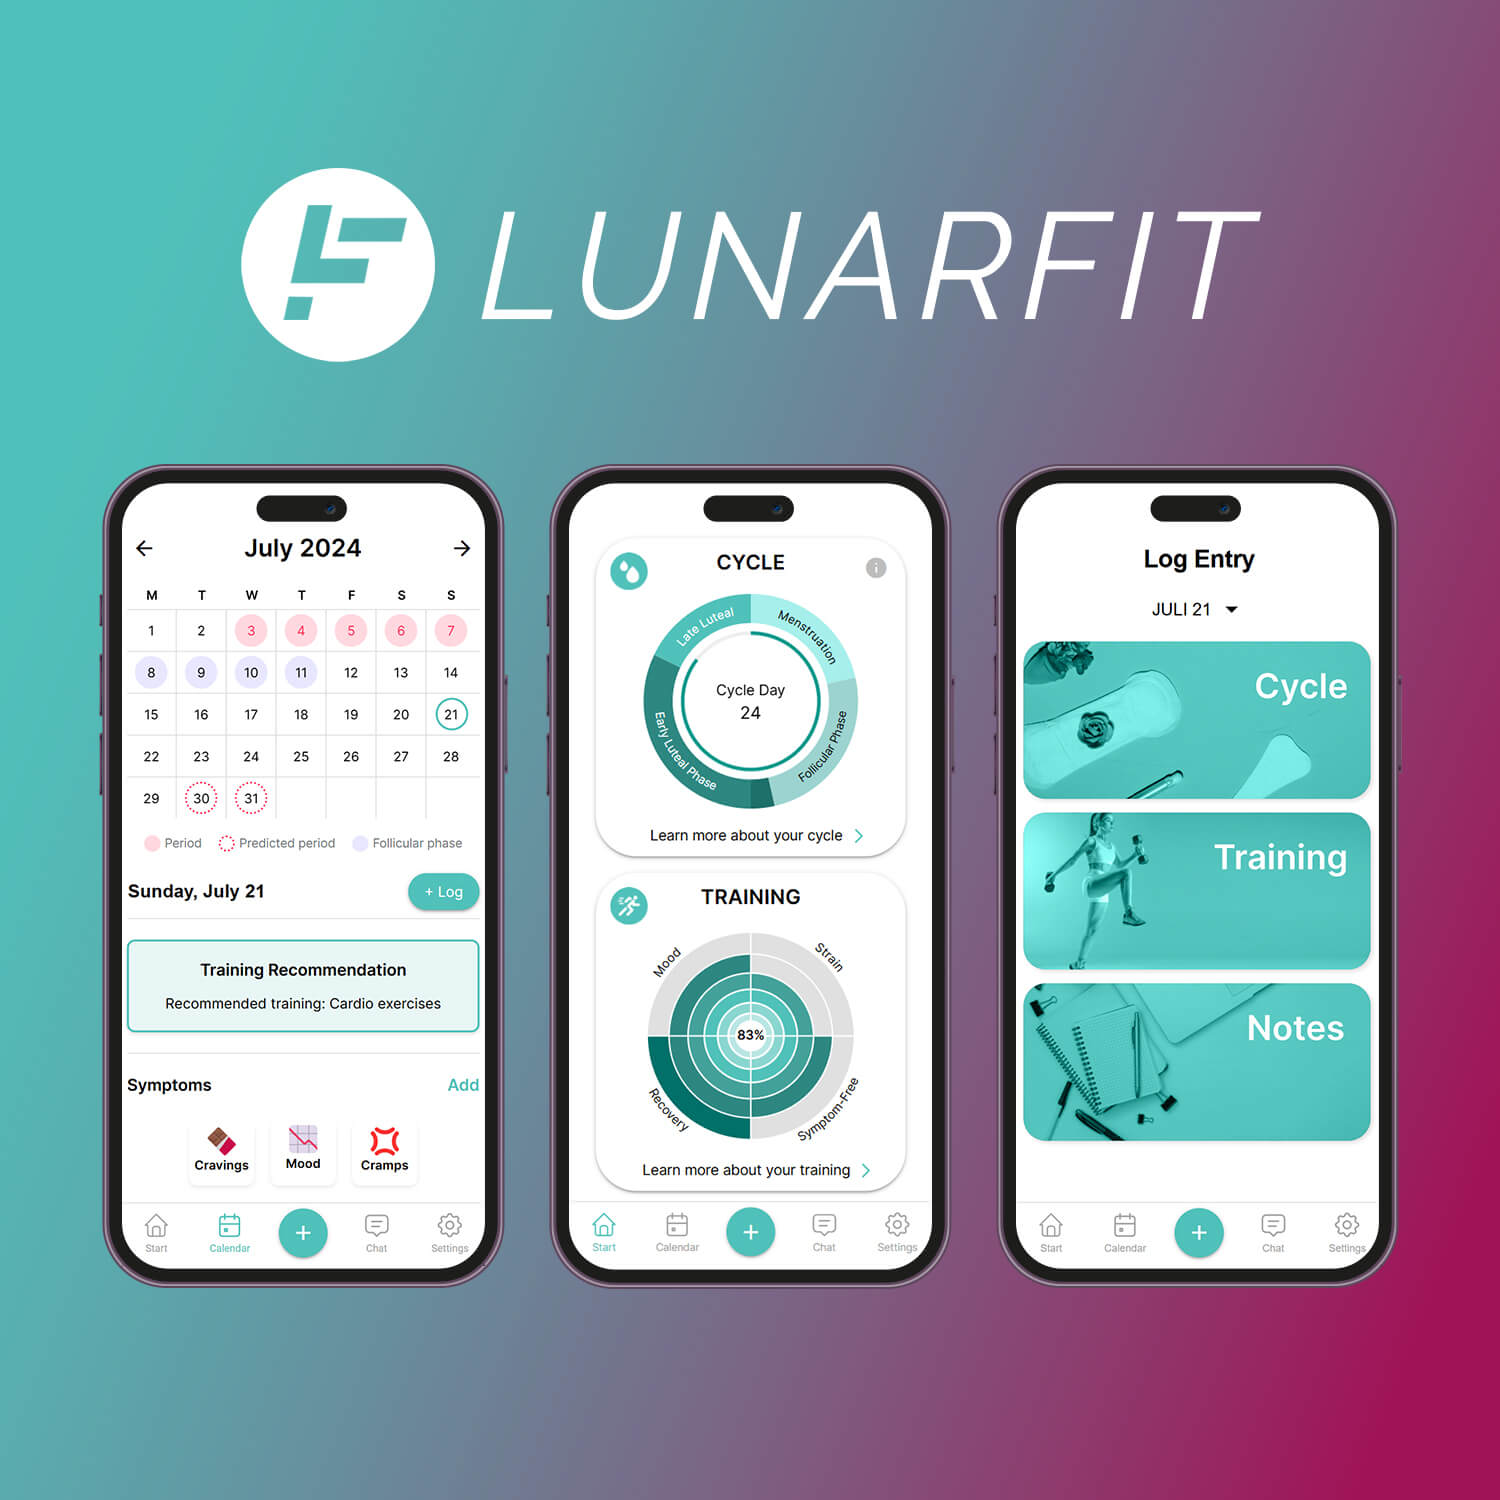 LUNARFIT
July 2024
M T W T F S S
1 2 3 4 5 6 7
8 9 10 11 12 13 14
15 16 17 18 19 20 21
22 23 24 25 26 27 28
29 30 31
Period Predicted period Follicular phase
Sunday, July 21 + Log
Training Recommendation
Recommended training: Cardio exercises
Symptoms Add
Cravings Mood Cramps
Start Calendar + Chat Settings
CYCLE i
Late Luteal Menstruation
Cycle Day
24
Early Luteal Phase Follicular Phase
Learn more about your cycle
TRAINING
Mood Strain
83%
Recovery Symptom-Free
Learn more about your training
Start Calendar + Chat Settings
Log Entry
JULI 21
Cycle
Training
Notes
Start Calendar + Chat Settings